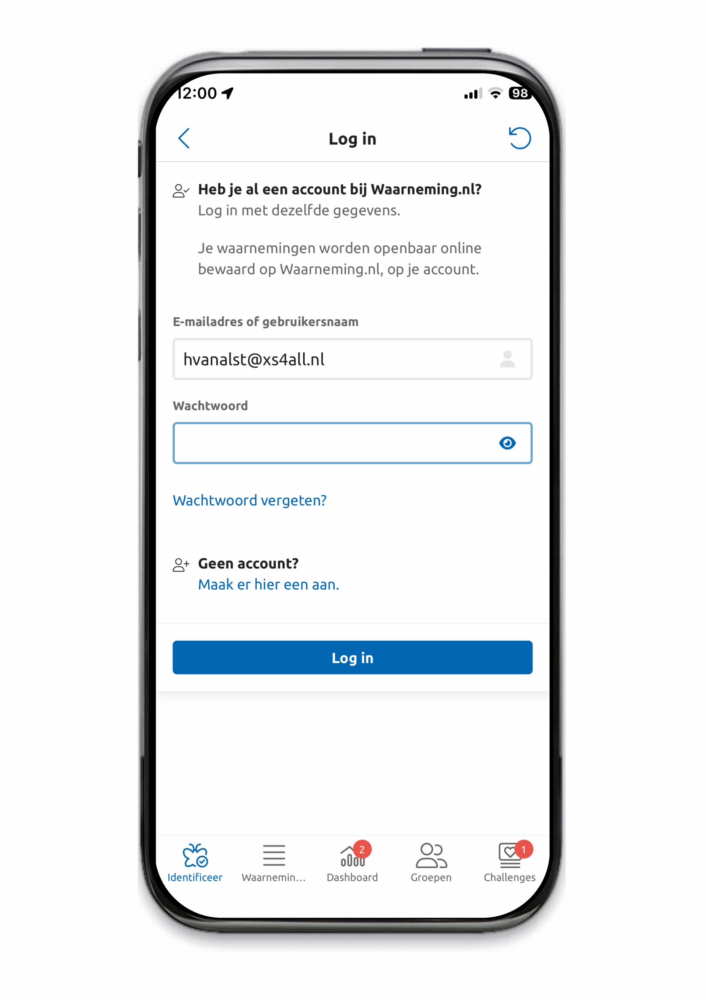 12:00
98
Log in
Heb je al een account bij Waarneming.nl?
Log in met dezelfde gegevens.
Je waarnemingen worden openbaar online
bewaard op Waarneming.nl, op je account.
E-mailadres of gebruikersnaam
hvanalst@xs4all.nl
Wachtwoord
Wachtwoord vergeten?
Geen account?
Maak er hier een aan.
Log in
2
1
Identificeer
Waarnemin...
Dashboard
Groepen
Challenges